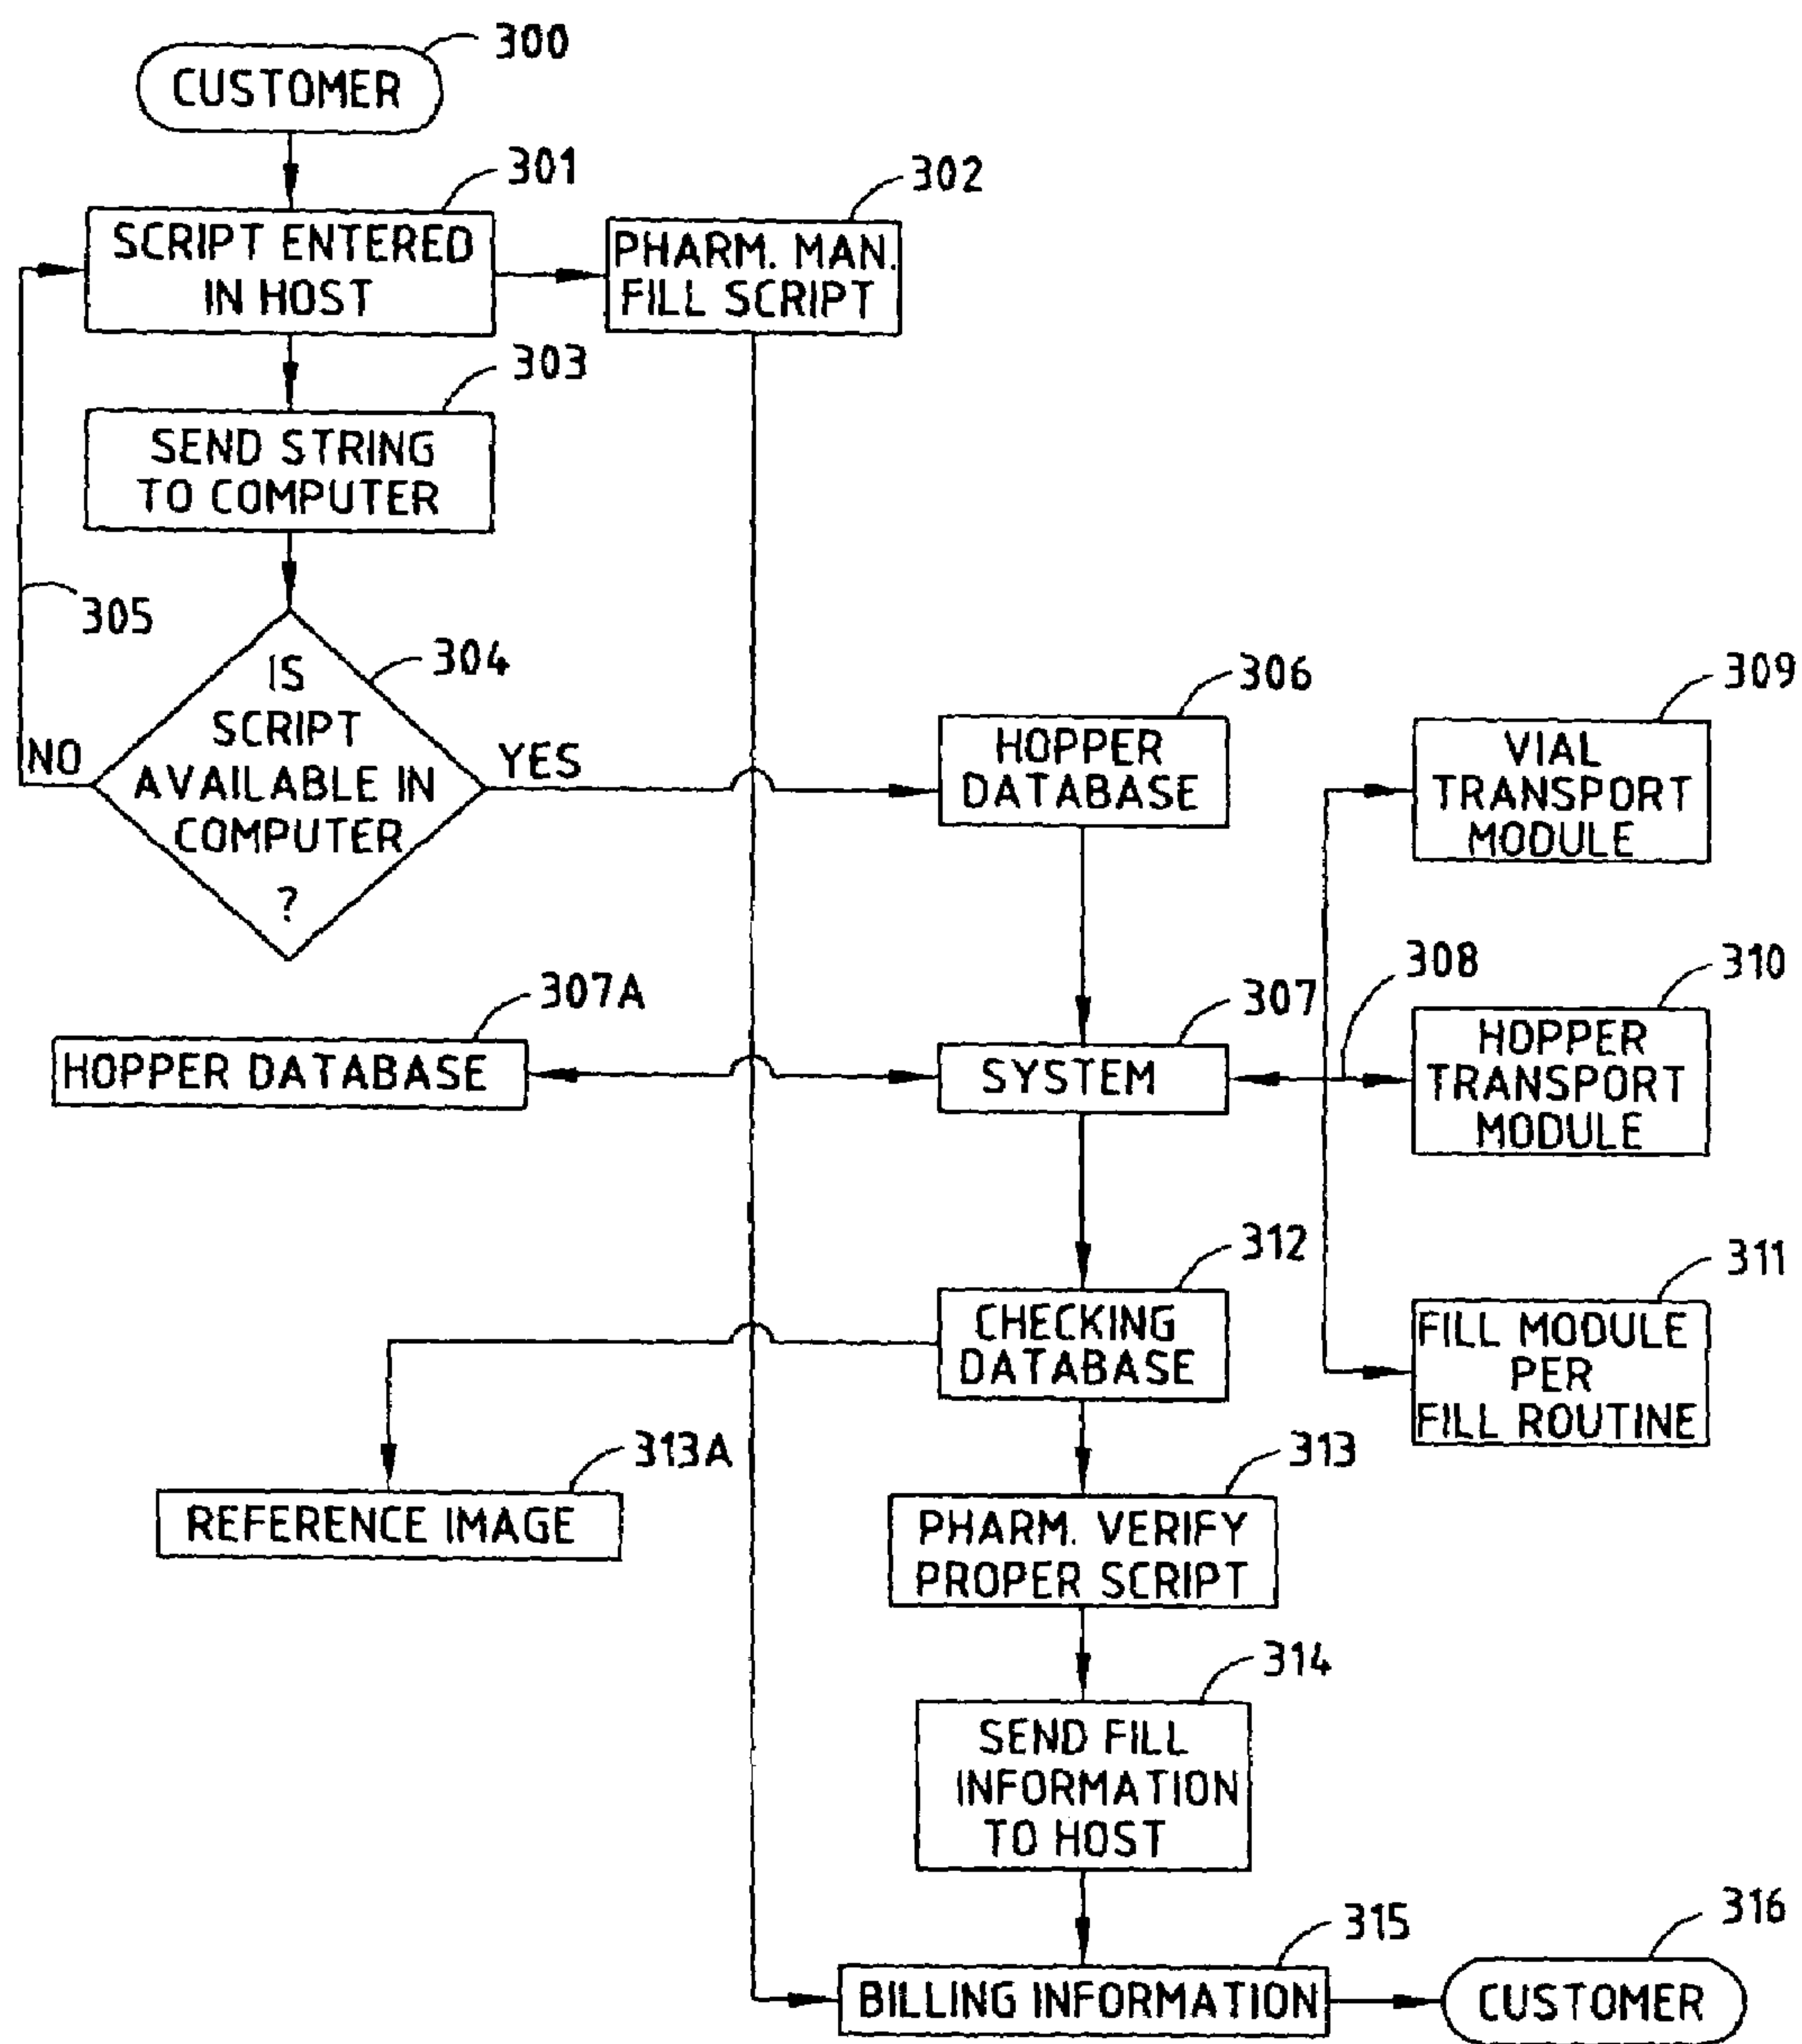 300
CUSTOMER
301
SCRIPT ENTERED
IN HOST
302
PHARM. MAN.
FILL SCRIPT
303
SEND STRING
TO COMPUTER
305
304
IS
SCRIPT
AVAILABLE IN
COMPUTER
?
NO
YES
306
HOPPER
DATABASE
309
VIAL
TRANSPORT
MODULE
307A
HOPPER DATABASE
307
SYSTEM
308
310
HOPPER
TRANSPORT
MODULE
312
CHECKING
DATABASE
311
FILL MODULE
PER
FILL ROUTINE
313A
REFERENCE IMAGE
313
PHARM. VERIFY
PROPER SCRIPT
314
SEND FILL
INFORMATION
TO HOST
315
BILLING INFORMATION
316
CUSTOMER